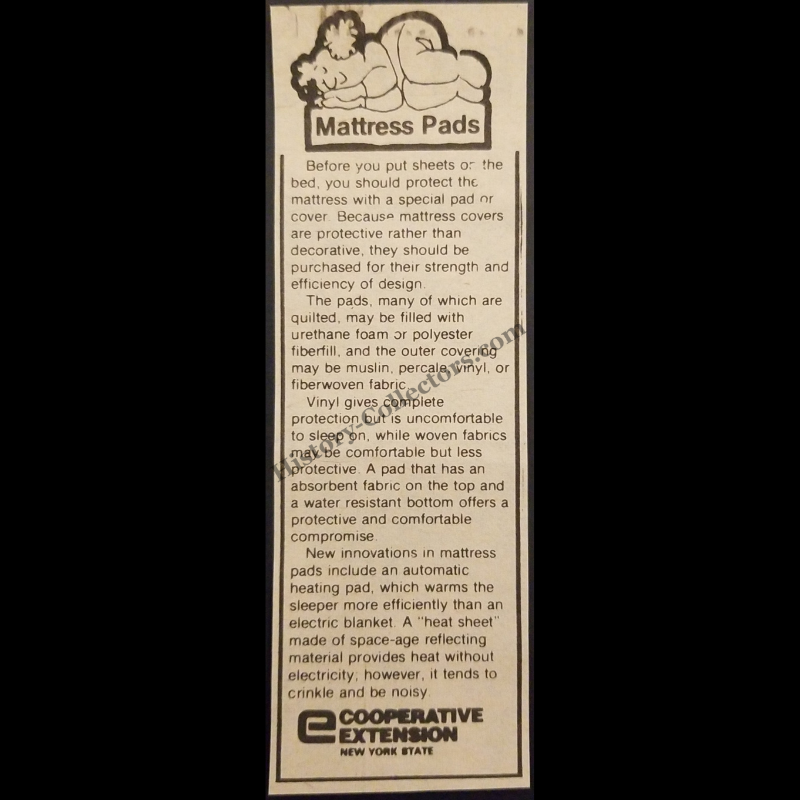 Mattress Pads
Before you put sheets on the
bed, you should protect the
mattress with a special pad or
cover. Because mattress covers
are protective rather than
decorative, they should be
purchased for their strength and
efficiency of design.
The pads, many of which are
quilted, may be filled with
urethane foam or polyester
fiberfill, and the outer covering
may be muslin, percale, vinyl, or
fiberwoven fabric.
Vinyl gives complete
protection but is uncomfortable
to sleep on, while woven fabrics
may be comfortable but less
protective. A pad that has an
absorbent fabric on the top and
a water resistant bottom offers a
protective and comfortable
compromise.
New innovations in mattress
pads include an automatic
heating pad, which warms the
sleeper more efficiently than an
electric blanket. A "heat sheet"
made of space-age reflecting
material provides heat without
electricity; however, it tends to
crinkle and be noisy.
e COOPERATIVE
EXTENSION
NEW YORK STATE
History-Collectors.com